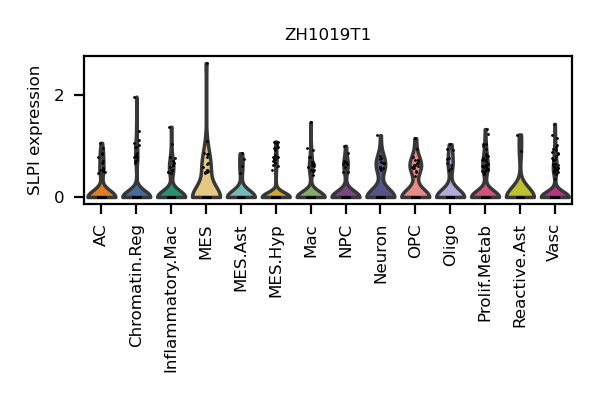 ZH1019T1
SLPI expression
2
0
AC
Chromatin.Reg
Inflammatory.Mac
MES
MES.Ast
MES.Hyp
Mac
NPC
Neuron
OPC
Oligo
Prolif.Metab
Reactive.Ast
Vasc